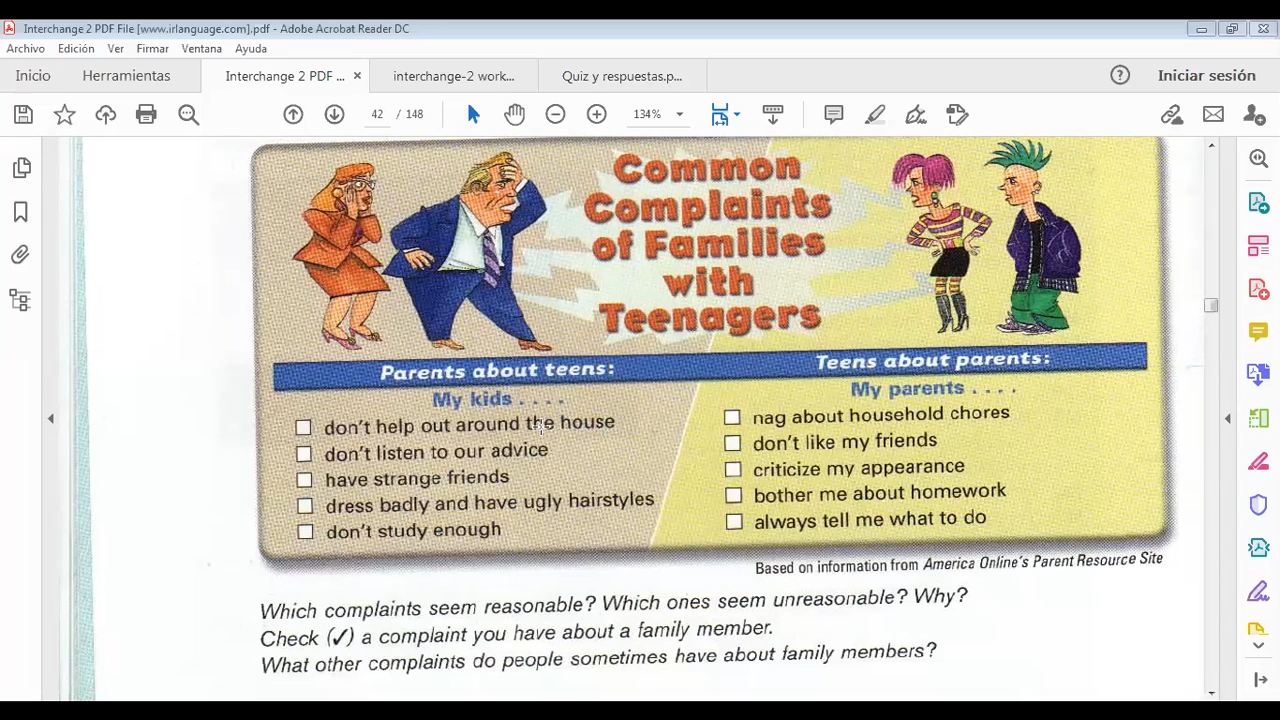 Interchange 2 PDF File [www.irlanguage.com].pdf - Adobe Acrobat Reader DC
Archivo Edición Ver Firmar Ventana Ayuda
Inicio Herramientas Interchange 2 PDF ... × interchange-2 work... Quiz y respuestas.p... Iniciar sesión
42 / 148 134%
Common
Complaints
of Families
with
Teenagers
Parents about teens:
My kids . . . .
don't help out around the house
don't listen to our advice
have strange friends
dress badly and have ugly hairstyles
don't study enough
Teens about parents:
My parents . . . .
nag about household chores
don't like my friends
criticize my appearance
bother me about homework
always tell me what to do
Based on information from America Online's Parent Resource Site
Which complaints seem reasonable? Which ones seem unreasonable? Why?
Check (✓) a complaint you have about a family member.
What other complaints do people sometimes have about family members?